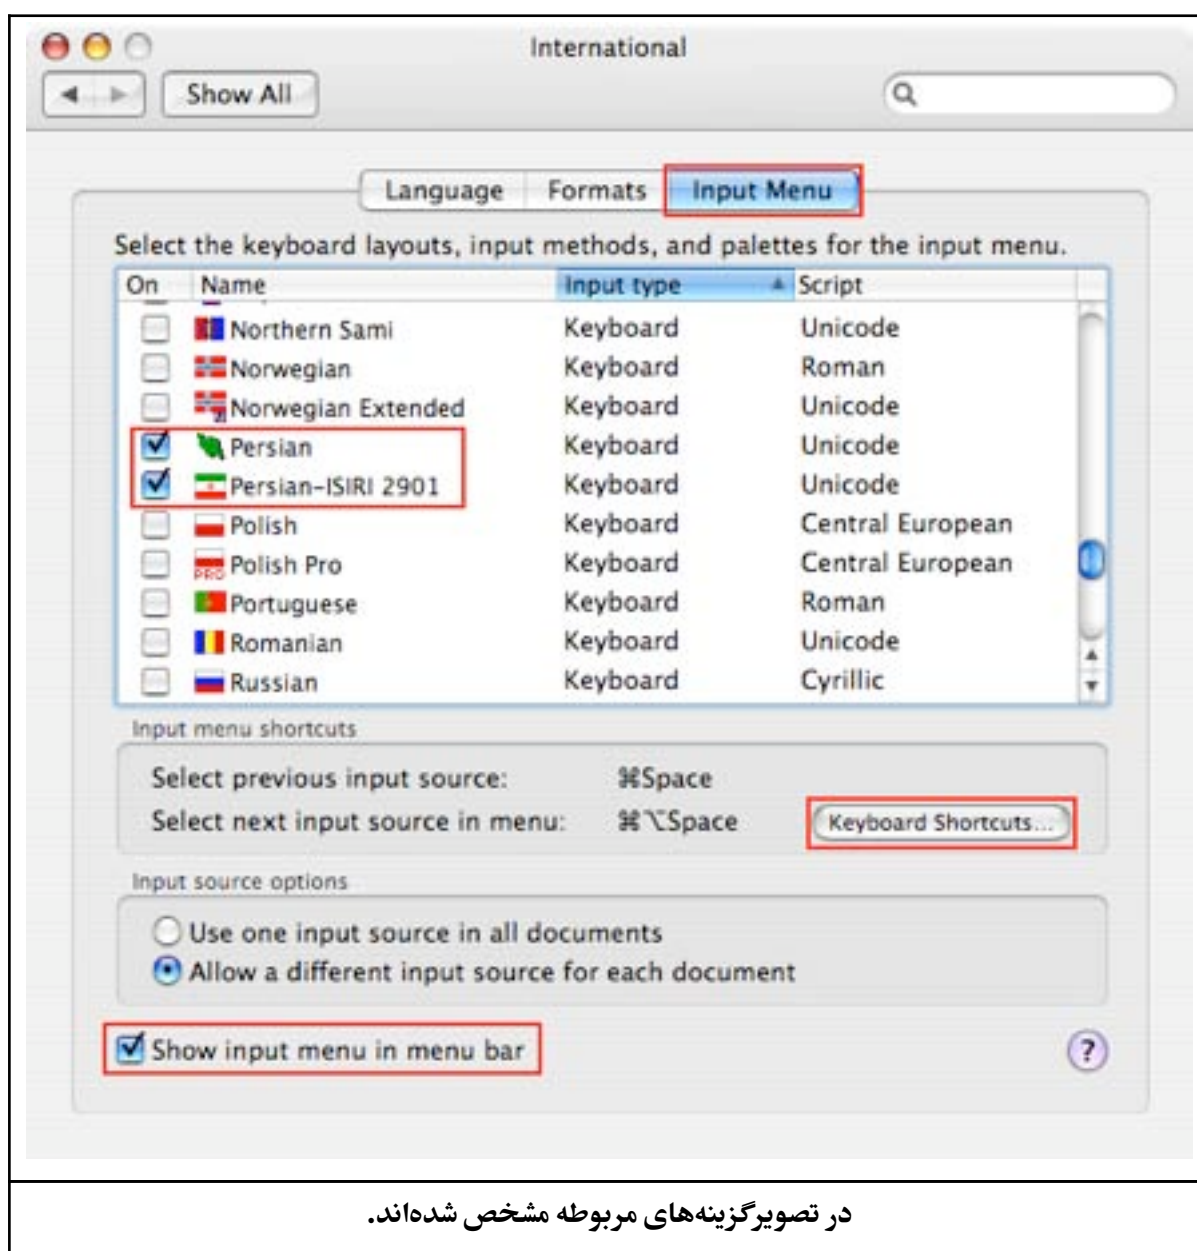 International
Show All
Language Formats Input Menu
Select the keyboard layouts, input methods, and palettes for the input menu.
On Name Input type Script
Northern Sami Keyboard Unicode
Norwegian Keyboard Roman
Norwegian Extended Keyboard Unicode
Persian Keyboard Unicode
Persian-ISIRI 2901 Keyboard Unicode
Polish Keyboard Central European
PRO Polish Pro Keyboard Central European
Portuguese Keyboard Roman
Romanian Keyboard Unicode
Russian Keyboard Cyrillic
Input menu shortcuts
Select previous input source: ⌘Space
Select next input source in menu: ⌘⌥Space Keyboard Shortcuts...
Input source options
Use one input source in all documents
Allow a different input source for each document
Show input menu in menu bar ?
در تصویرگزینه‌های مربوطه مشخص شده‌اند.